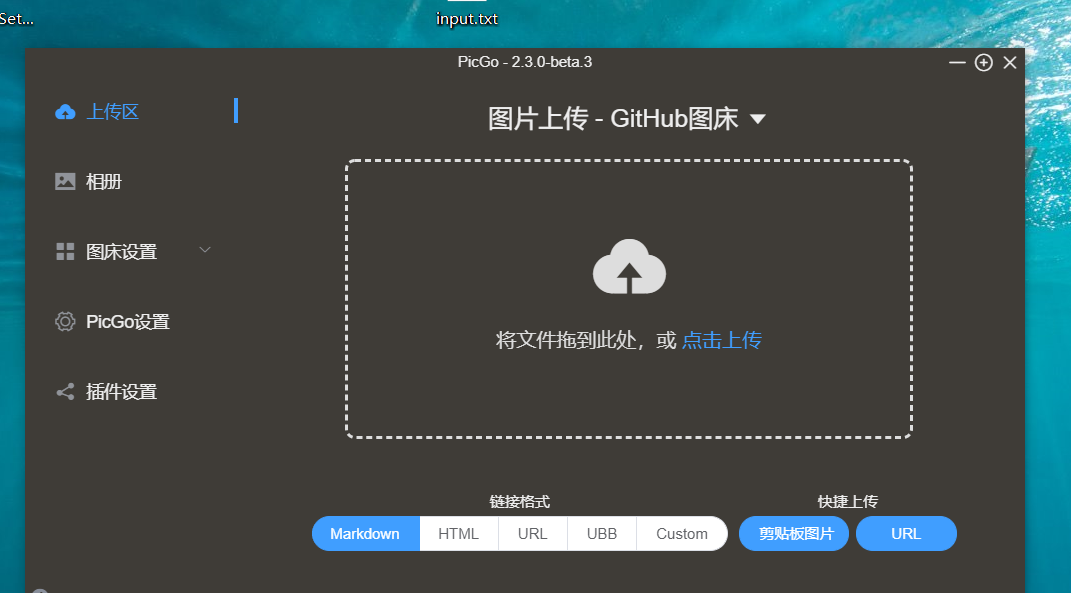 Set...
input.txt
PicGo - 2.3.0-beta.3
上传区
相册
图床设置
PicGo设置
插件设置
图片上传 - GitHub图床
将文件拖到此处，或 点击上传
链接格式
Markdown HTML URL UBB Custom
快捷上传
剪贴板图片 URL